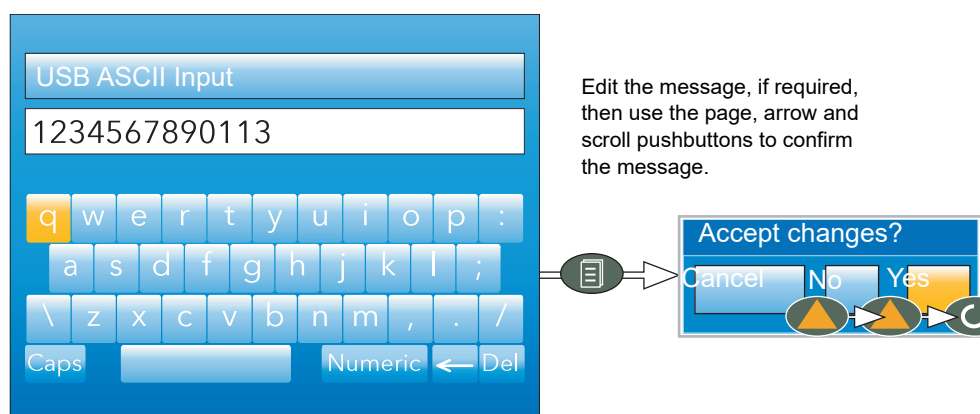 USB ASCII Input
1234567890113
q w e r t y u i o p :
a s d f g h j k l ;
\ z x c v b n m , . /
Caps Numeric Del
Edit the message, if required,
then use the page, arrow and
scroll pushbuttons to confirm
the message.
Accept changes?
Cancel No Yes